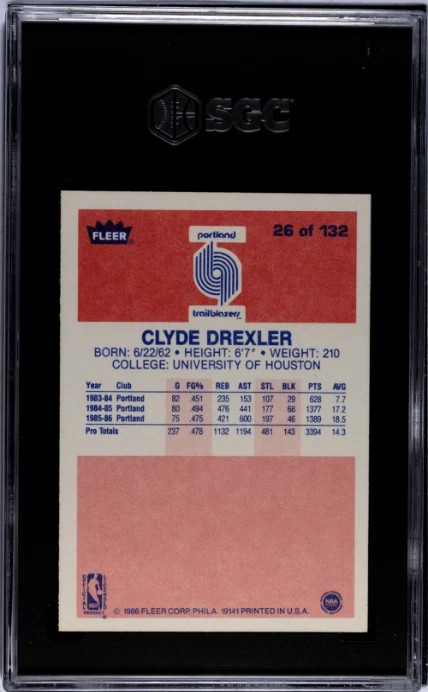 SGC
FLEER
26 of 132
portland
trailblazers
CLYDE DREXLER
BORN: 6/22/62 • HEIGHT: 6'7" • WEIGHT: 210
COLLEGE: UNIVERSITY OF HOUSTON
Year Club G FG% REB AST STL BLK PTS AVG
1983-84 Portland 82 .451 235 153 107 29 628 7.7
1984-85 Portland 80 .494 476 441 177 68 1377 17.2
1985-86 Portland 75 .475 421 600 197 46 1389 18.5
Pro Totals 237 .478 1132 1194 481 143 3394 14.3
NBA
© 1986 FLEER CORP. PHILA. 19141 PRINTED IN U.S.A.
NBA